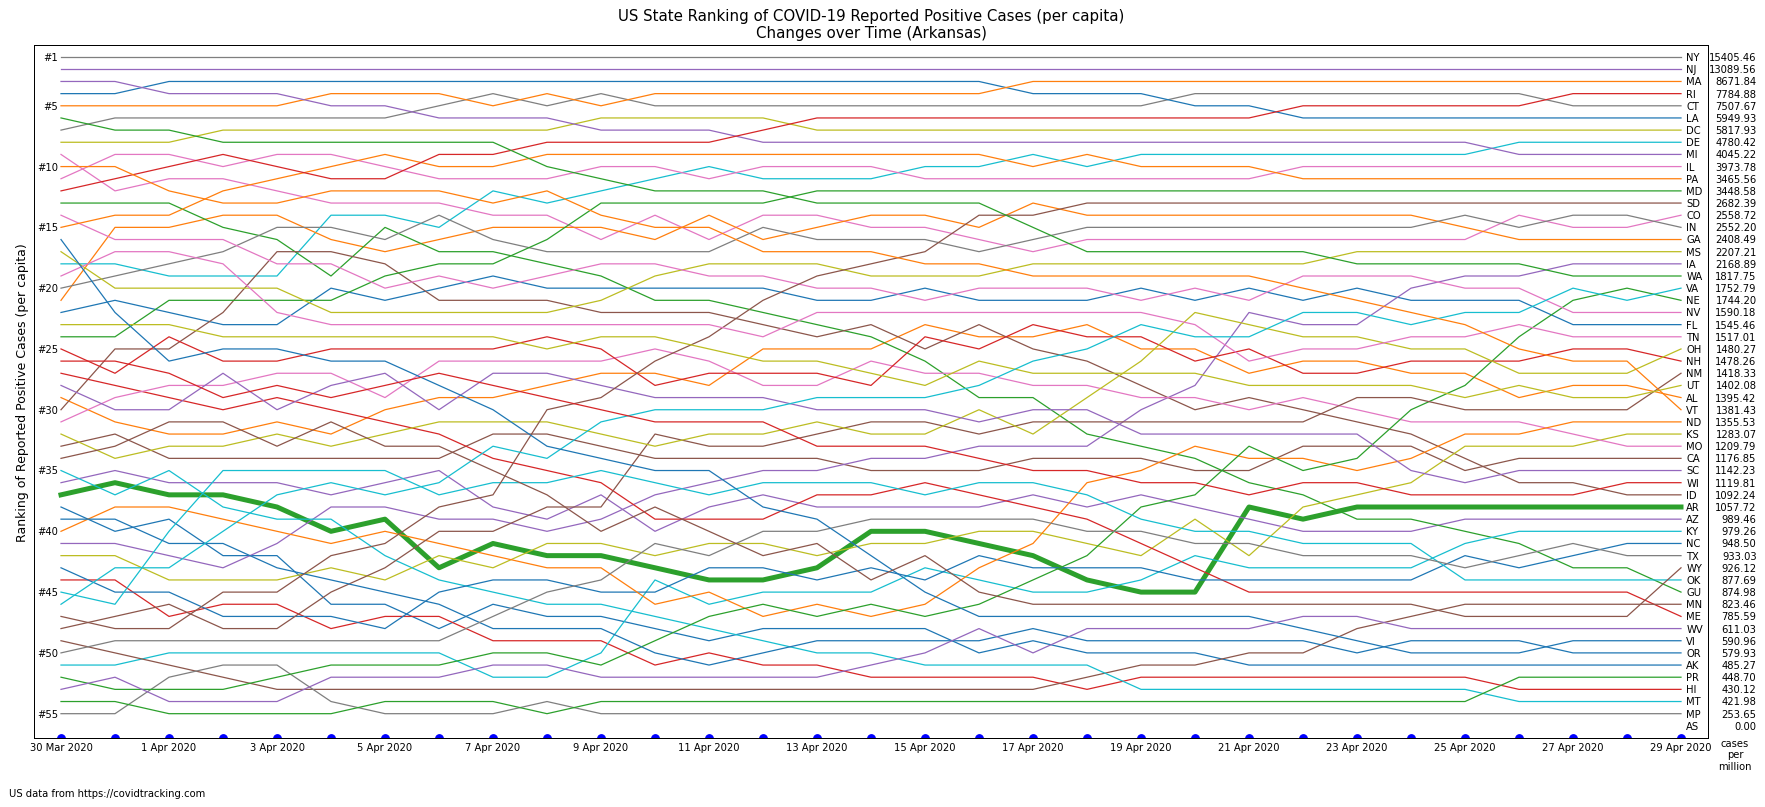 US State Ranking of COVID-19 Reported Positive Cases (per capita)
Changes over Time (Arkansas)
Ranking of Reported Positive Cases (per capita)
#1
#5
#10
#15
#20
#25
#30
#35
#40
#45
#50
#55
NY 15405.46
NJ 13089.56
MA 8671.84
RI 7784.88
CT 7507.67
LA 5949.93
DC 5817.93
DE 4780.42
MI 4045.22
IL 3973.78
PA 3465.56
MD 3448.58
SD 2682.39
CO 2558.72
IN 2552.20
GA 2408.49
MS 2207.21
IA 2168.89
WA 1817.75
VA 1752.79
NE 1744.20
NV 1590.18
FL 1545.46
TN 1517.01
OH 1480.27
NH 1478.26
NM 1418.33
UT 1402.08
AL 1395.42
VT 1381.43
ND 1355.53
KS 1283.07
MO 1209.79
CA 1176.85
SC 1142.23
WI 1119.81
ID 1092.24
AR 1057.72
AZ 989.46
KY 979.26
NC 948.50
TX 933.03
WY 926.12
OK 877.69
GU 874.98
MN 823.46
ME 785.59
WV 611.03
VI 590.96
OR 579.93
AK 485.27
PR 448.70
HI 430.12
MT 421.98
MP 253.65
AS 0.00
30 Mar 2020 1 Apr 2020 3 Apr 2020 5 Apr 2020 7 Apr 2020 9 Apr 2020 11 Apr 2020 13 Apr 2020 15 Apr 2020 17 Apr 2020 19 Apr 2020 21 Apr 2020 23 Apr 2020 25 Apr 2020 27 Apr 2020 29 Apr 2020
cases
per
million
US data from https://covidtracking.com